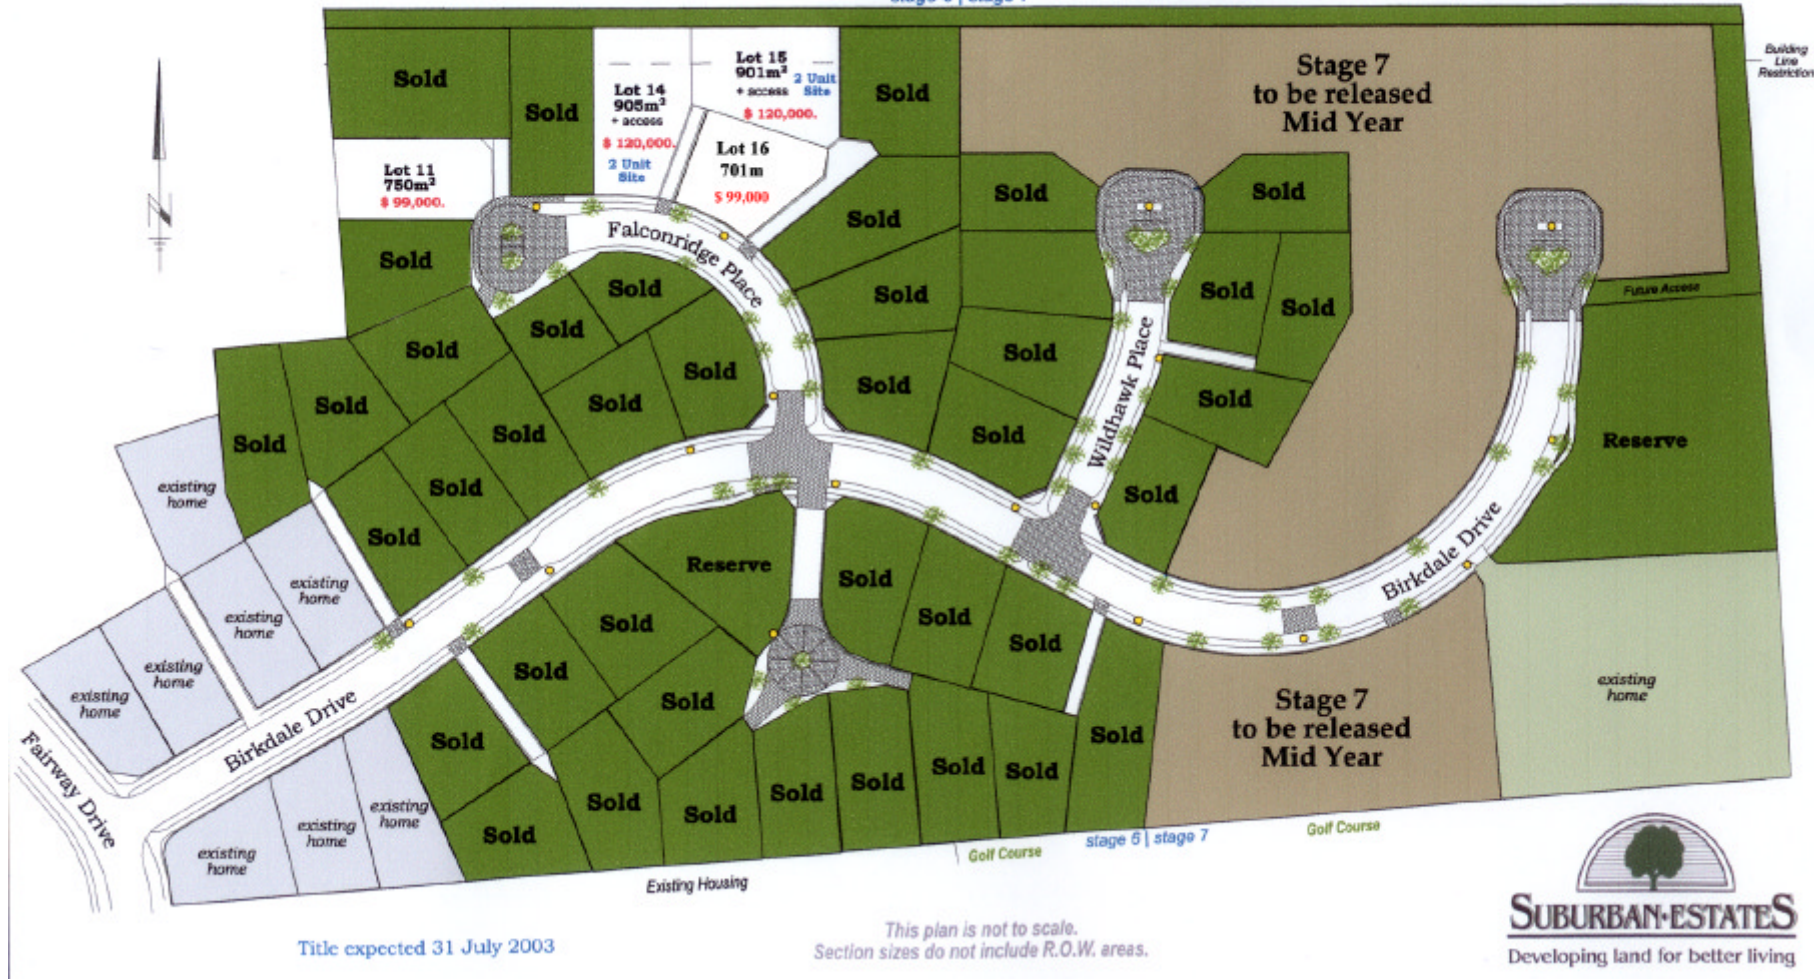 Sold
Sold
Lot 14
905m²
+ access
$ 120,000.
2 Unit
Site
Lot 15
901m²
+ access
2 Unit
Site
$ 120,000.
Sold
Stage 7
to be released
Mid Year
Building
Line
Restriction
Lot 11
750m²
$ 99,000.
Lot 16
701m
$ 99,000
N
Sold
Sold
Sold
Falconridge Place
Sold
Sold
Sold
Sold
Sold
Sold
Future Access
Sold
Sold
Sold
Sold
Wildhawk Place
Sold
Sold
Sold
Sold
Sold
Sold
Sold
Sold
Reserve
existing
home
Sold
Sold
Sold
Birkdale Drive
existing
home
existing
home
Reserve
Sold
Sold
Sold
Sold
existing
home
existing
home
Sold
Sold
existing
home
Fairway Drive
Birkdale Drive
Sold
Stage 7
to be released
Mid Year
Sold
Sold
Sold
Sold
Sold
Sold
Sold
existing
home
existing
home
existing
home
Sold
Existing Housing
Golf Course
stage 6 | stage 7
Golf Course
Title expected 31 July 2003
This plan is not to scale.
Section sizes do not include R.O.W. areas.
SUBURBAN•ESTATES
Developing land for better living